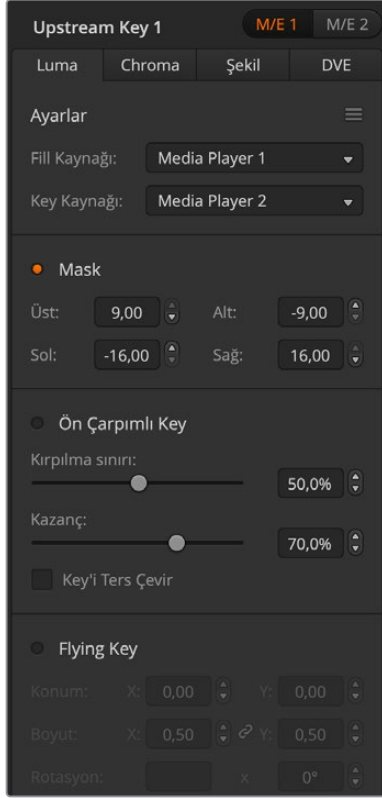 Upstream Key 1 M/E 1 M/E 2
Luma Chroma Şekil DVE
Ayarlar
Fill Kaynağı: Media Player 1
Key Kaynağı: Media Player 2
Mask
Üst: 9,00 Alt: -9,00
Sol: -16,00 Sağ: 16,00
Ön Çarpımlı Key
Kırpılma sınırı:
50,0%
Kazanç:
70,0%
Key'i Ters Çevir
Flying Key
Konum: X: 0,00 Y: 0,00
Boyut: X: 0,50 Y: 0,50
Rotasyon: x 0°